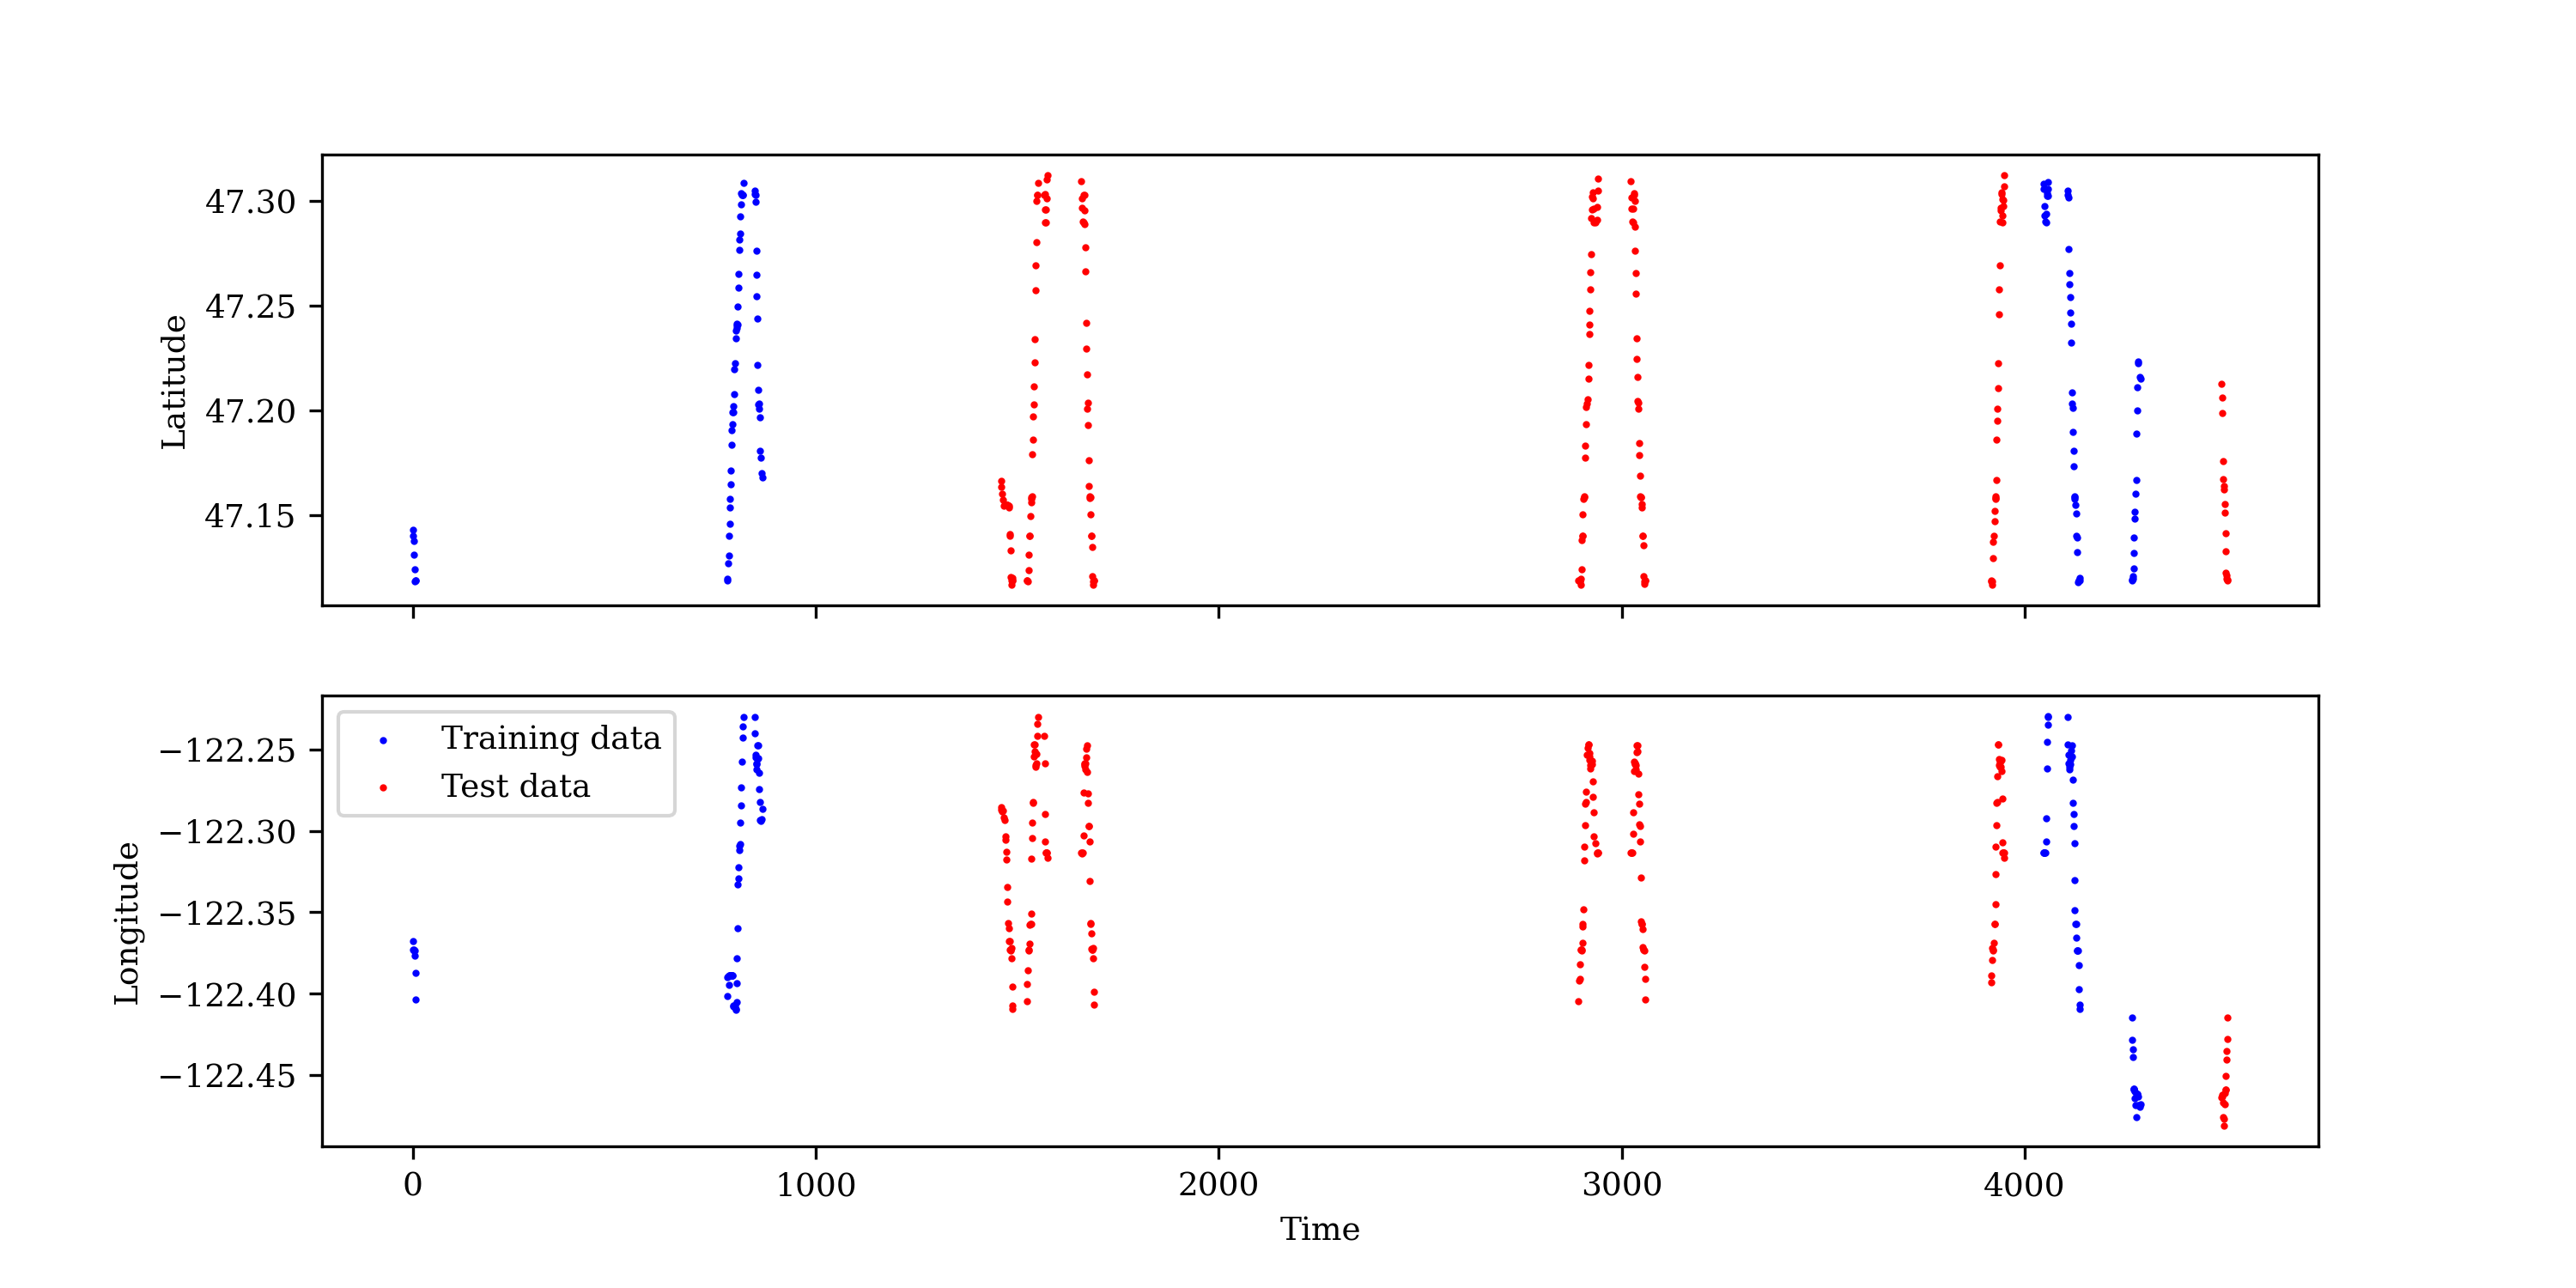 47.30
47.25
47.20
47.15
Latitude
Training data
Test data
−122.25
−122.30
−122.35
−122.40
−122.45
Longitude
0 1000 2000 3000 4000
Time